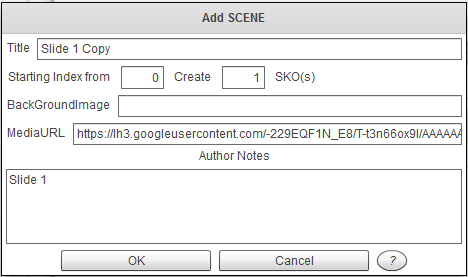 Add SCENE
Title Slide 1 Copy
Starting Index from 0 Create 1 SKO(s)
BackGroundImage
MediaURL https://lh3.googleusercontent.com/-229EQF1N_E8/T-t3n66ox9I/AAAAAA
Author Notes
Slide 1
OK Cancel ?